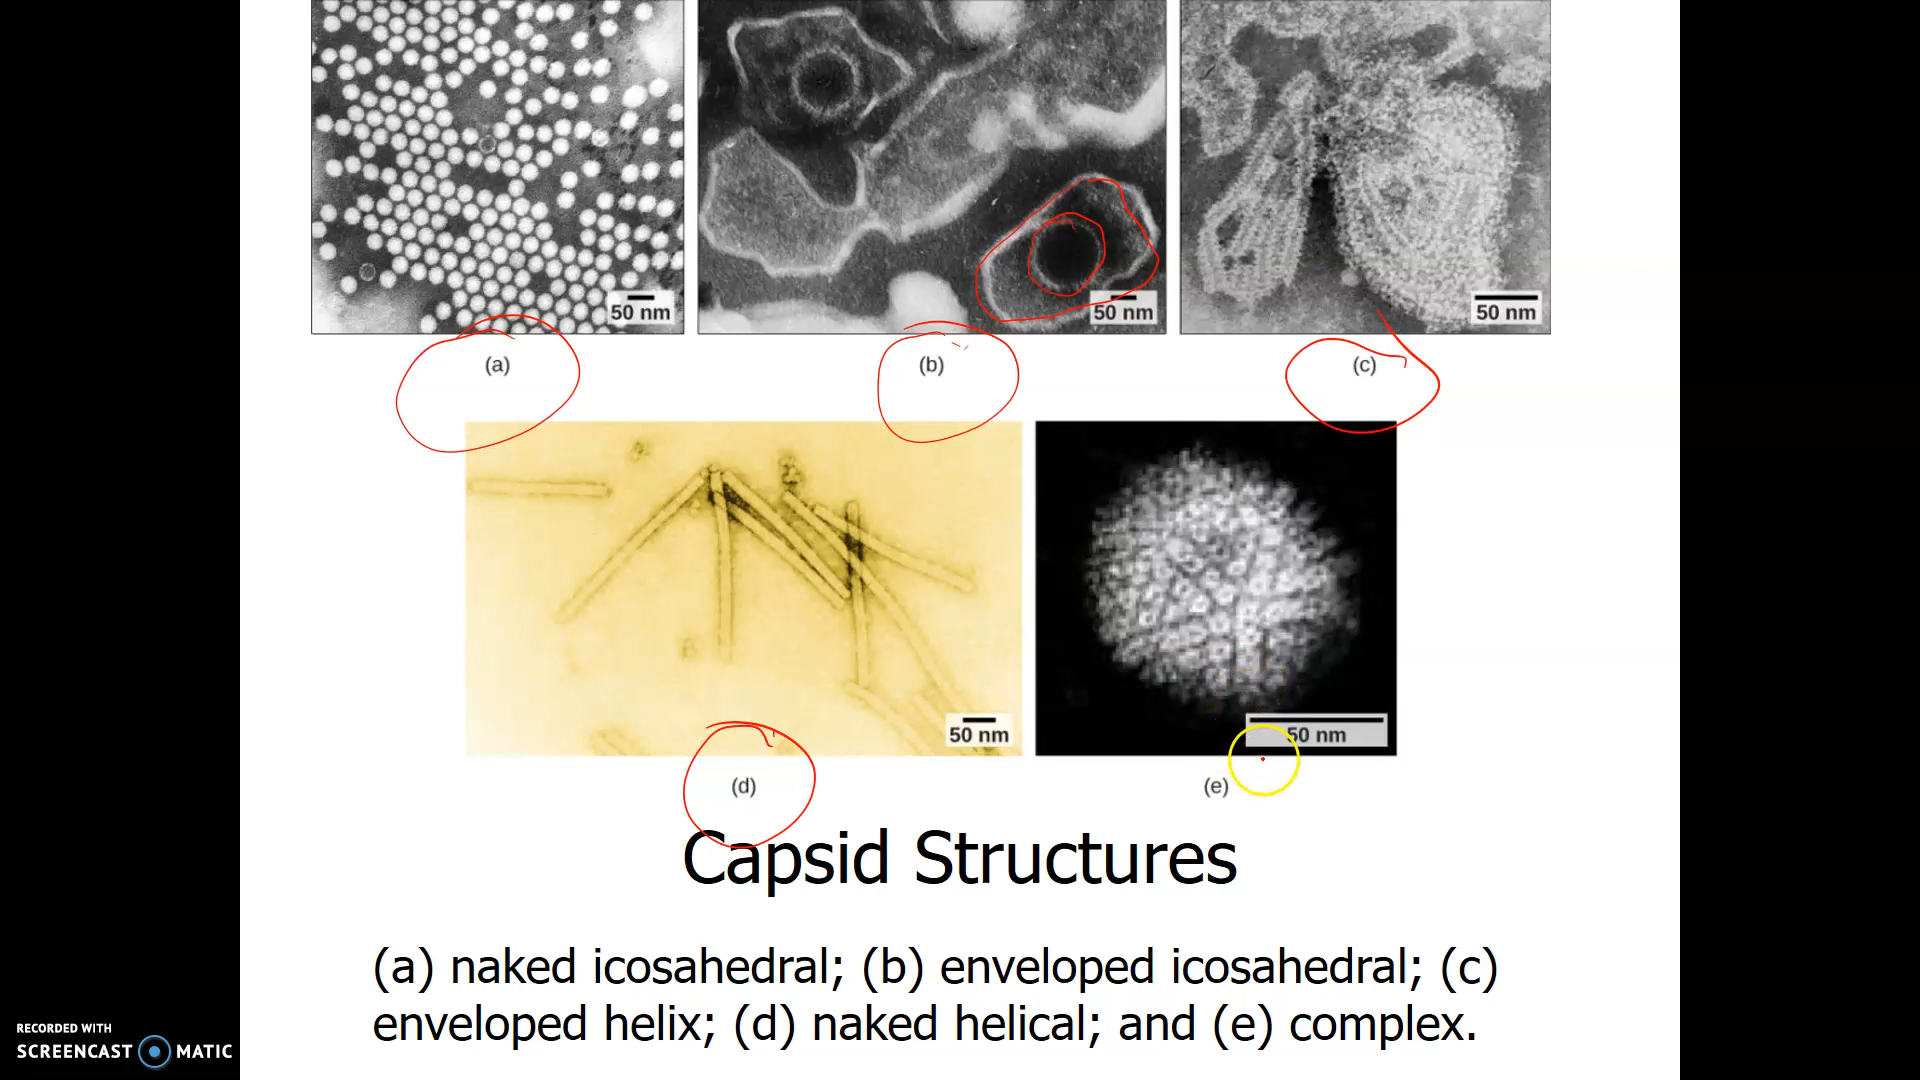 50 nm
50 nm
50 nm
(a)
(b)
(c)
50 nm
50 nm
(d)
(e)
Capsid Structures
(a) naked icosahedral; (b) enveloped icosahedral; (c)
enveloped helix; (d) naked helical; and (e) complex.
RECORDED WITH
SCREENCAST MATIC